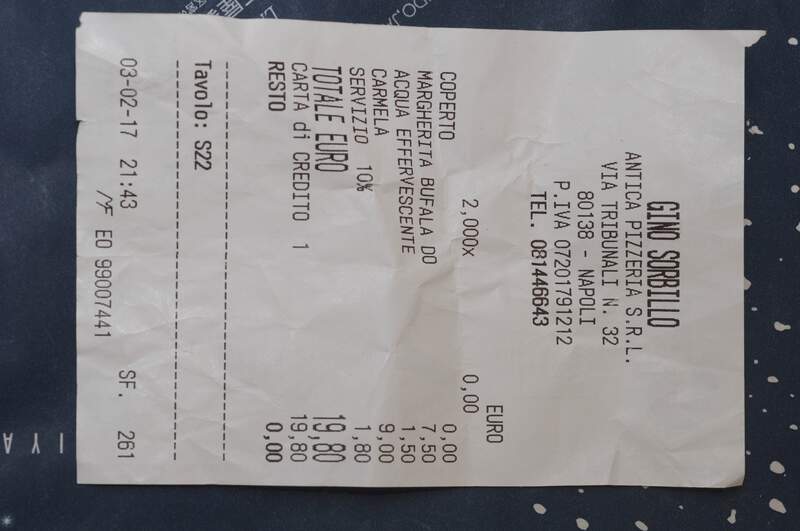 GINO SORBILLO
ANTICA PIZZERIA S.R.L.
VIA TRIBUNALI N. 32
80138 - NAPOLI
P.IVA 07201791212
TEL. 081446643
EURO
2,000x 0,00
COPERTO 0,00
MARGHERITA BUFALA DO 7,50
ACQUA EFFERVESCENTE 1,50
CARMELA 9,00
SERVIZIO 10% 1,80
TOTALE EURO 19,80
CARTA di CREDITO 1 19,80
RESTO 0,00
Tavolo: S22
03-02-17 21:43 SF. 261
MF EO 99007441
IYA